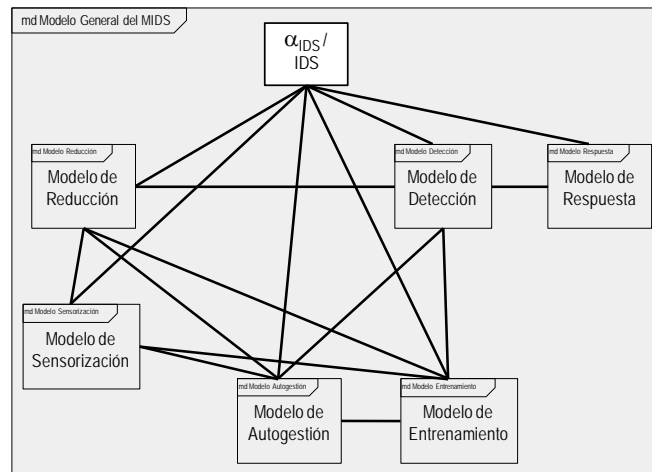 md Modelo General del MIDS
αIDS/
IDS
md Modelo Reducción
Modelo de
Reducción
md Modelo Detección
Modelo de
Detección
md Modelo Respuesta
Modelo de
Respuesta
md Modelo Sensorización
Modelo de
Sensorización
md Modelo Autogestión
Modelo de
Autogestión
md Modelo Entrenamiento
Modelo de
Entrenamiento